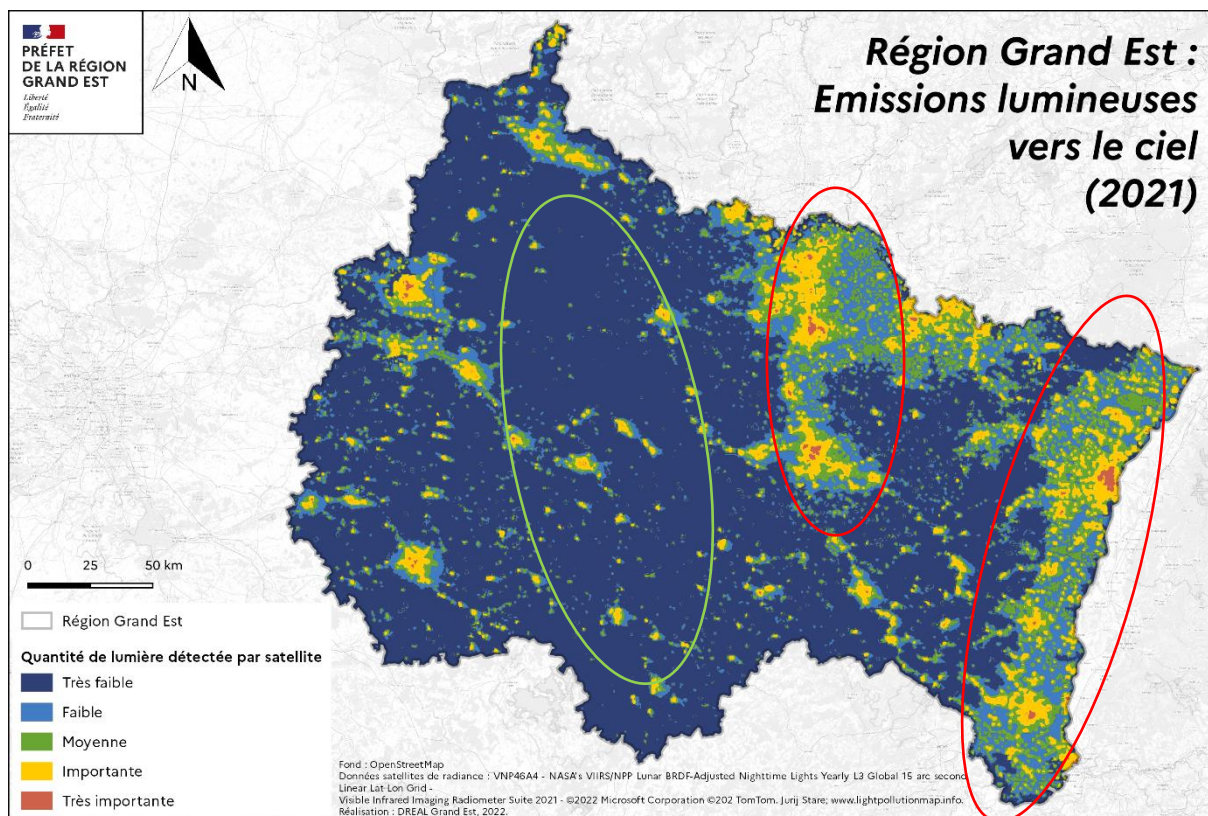 PRÉFET
DE LA RÉGION
GRAND EST
Liberté
Égalité
Fraternité
N
Région Grand Est :
Emissions lumineuses
vers le ciel
(2021)
0 25 50 km
Région Grand Est
Quantité de lumière détectée par satellite
Très faible
Faible
Moyenne
Importante
Très importante
Fond : OpenStreetMap
Données satellites de radiance : VNP46A4 - NASA's VIIRS/NPP Lunar BRDF-Adjusted Nighttime Lights Yearly L3 Global 15 arc second
Linear Lat Lon Grid -
Visible Infrared Imaging Radiometer Suite 2021 - ©2022 Microsoft Corporation ©202 TomTom. Jurij Stare; www.lightpollutionmap.info.
Réalisation : DREAL Grand Est, 2022.